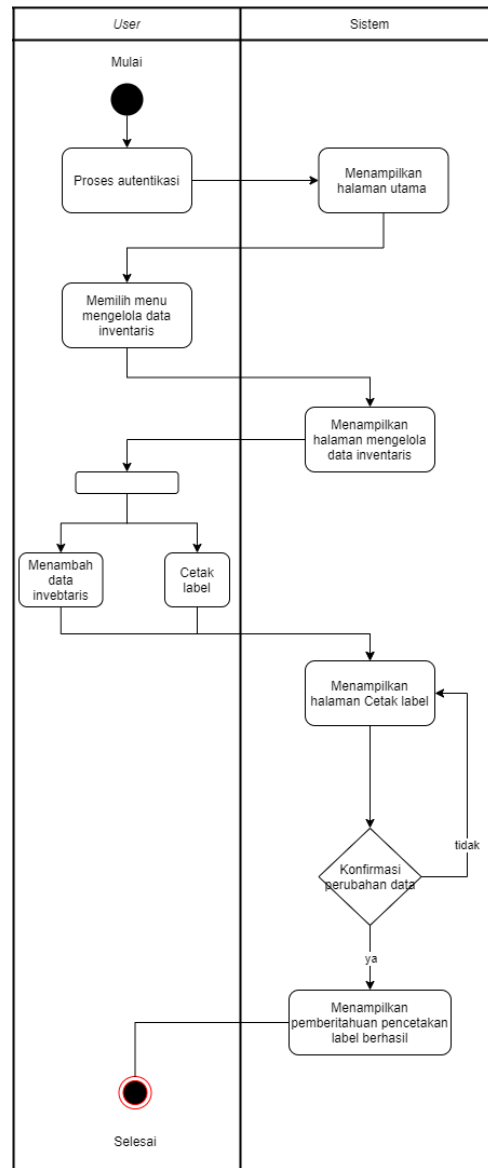 User
Sistem
Mulai
Proses autentikasi
Menampilkan
halaman utama
Memilih menu
mengelola data
inventaris
Menampilkan
halaman mengelola
data inventaris
Menambah
data
invebtaris
Cetak
label
Menampilkan
halaman Cetak label
tidak
Konfirmasi
perubahan data
ya
Menampilkan
pemberitahuan pencetakan
label berhasil
Selesai